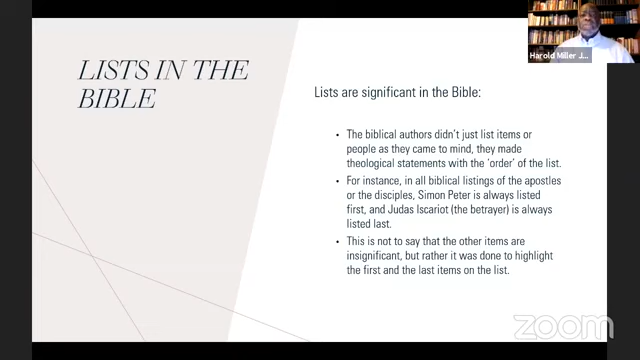 LISTS IN THE
BIBLE
Lists are significant in the Bible:
• The biblical authors didn't just list items or
people as they came to mind, they made
theological statements with the 'order' of the list.
• For instance, in all biblical listings of the apostles
or the disciples, Simon Peter is always listed
first, and Judas Iscariot (the betrayer) is always
listed last.
• This is not to say that the other items are
insignificant, but rather it was done to highlight
the first and the last items on the list.
Harold Miller J...
zoom